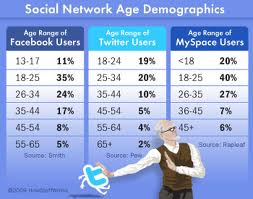 Social Network Age Demographics
Age Range of
Facebook Users
13-17 11%
18-25 35%
26-34 24%
35-44 17%
45-54 8%
55-65 5%
Source: Smith
Age Range of
Twitter Users
18-24 19%
25-34 20%
35-44 10%
45-54 5%
55-64 4%
65+ 2%
Source: Pew
Age Range of
MySpace Users
<18 20%
18-25 40%
26-35 27%
36-45 7%
45+ 6%
Source: Rapleaf
©2009 HowStuffWorks